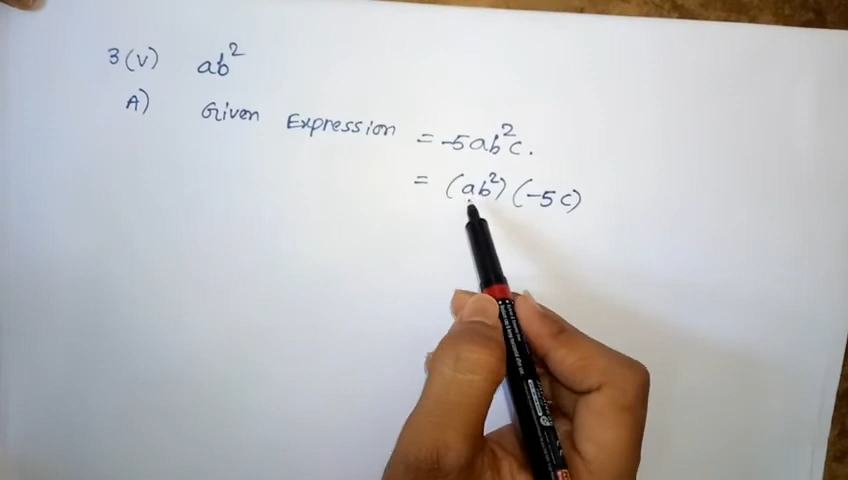 3(v) ab²
A) Given Expression = -5ab²c.
= (ab²) (-5c)